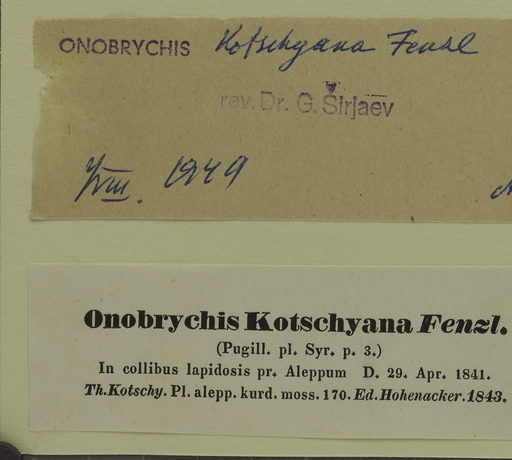 ONOBRYCHIS Kotschyana Fenzl
rev. Dr. G. Širjaev
VIII. 1949
Onobrychis Kotschyana Fenzl.
(Pugill. pl. Syr. p. 3.)
In collibus lapidosis pr. Aleppum D. 29. Apr. 1841.
Th. Kotschy. Pl. alepp. kurd. moss. 170. Ed. Hohenacker. 1843.